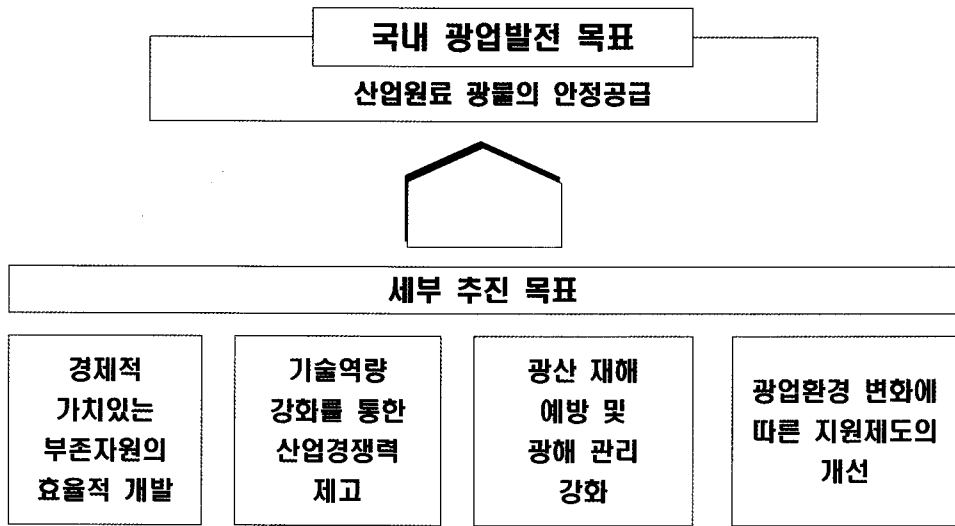 국내 광업발전 목표
산업원료 광물의 안정공급
세부 추진 목표
경제적
가치있는
부존자원의
효율적 개발
기술역량
강화를 통한
산업경쟁력
제고
광산 재해
예방 및
광해 관리
강화
광업환경 변화에
따른 지원제도의
개선